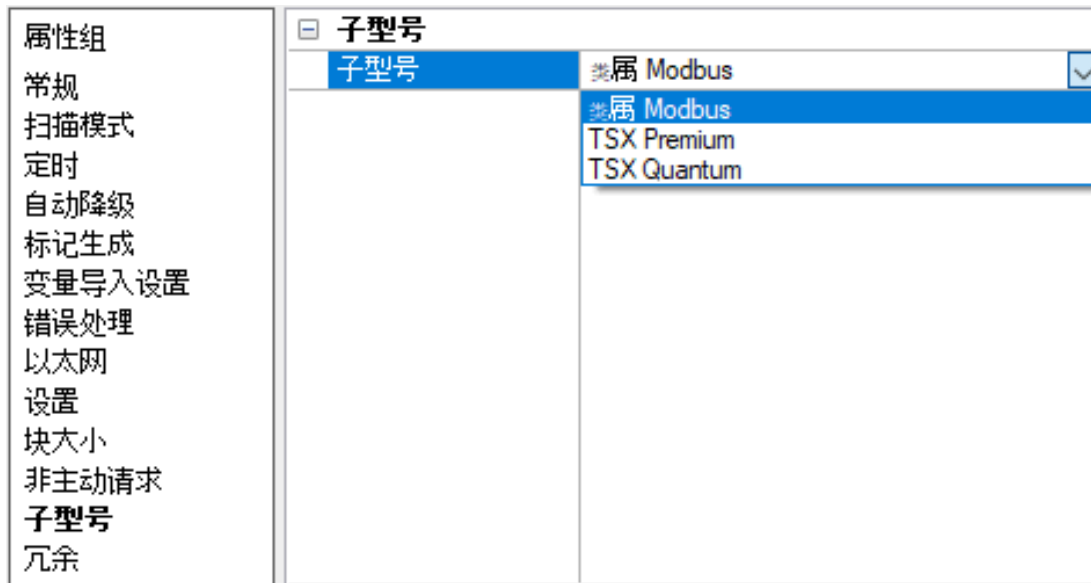 属性组
常规
扫描模式
定时
自动降级
标记生成
变量导入设置
错误处理
以太网
设置
块大小
非主动请求
子型号
冗余
子型号
子型号 类属 Modbus
类属 Modbus
TSX Premium
TSX Quantum